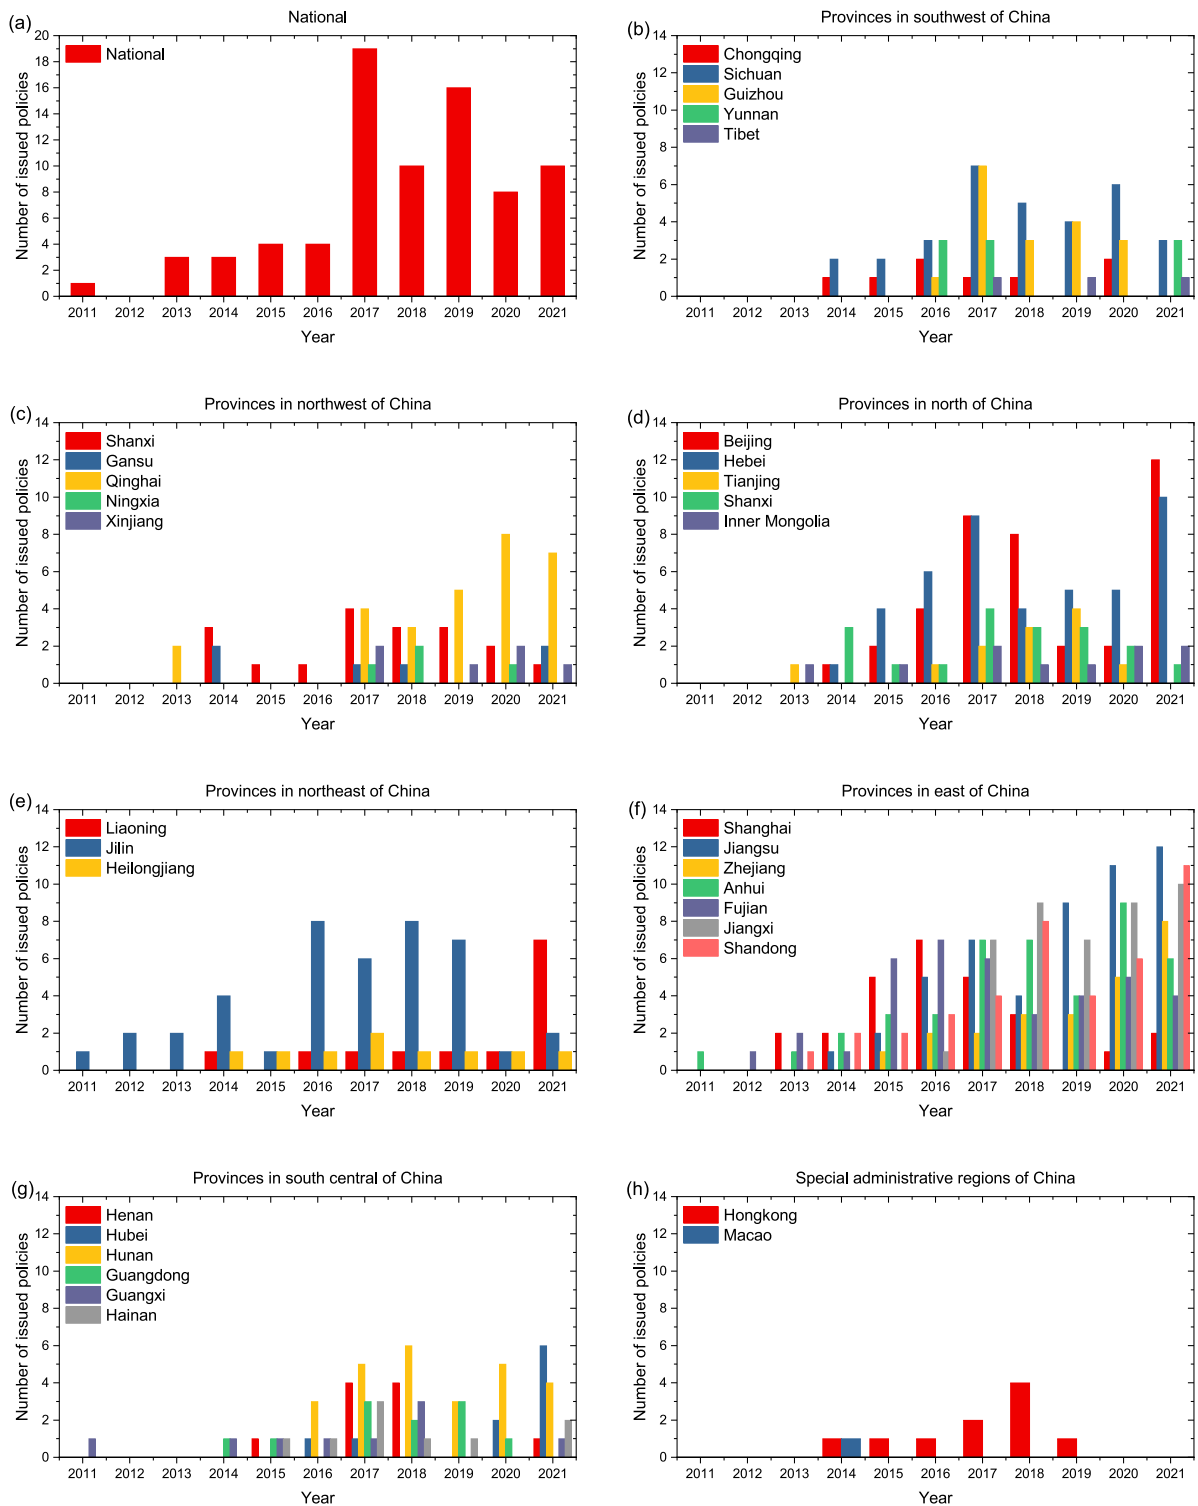 (a)
National
Number of issued policies
20
18
16
14
12
10
8
6
4
2
0
National
2011 2012 2013 2014 2015 2016 2017 2018 2019 2020 2021
Year
(b)
Provinces in southwest of China
Number of issued policies
14
12
10
8
6
4
2
0
Chongqing
Sichuan
Guizhou
Yunnan
Tibet
2011 2012 2013 2014 2015 2016 2017 2018 2019 2020 2021
Year
(c)
Provinces in northwest of China
Number of issued policies
14
12
10
8
6
4
2
0
Shanxi
Gansu
Qinghai
Ningxia
Xinjiang
2011 2012 2013 2014 2015 2016 2017 2018 2019 2020 2021
Year
(d)
Provinces in north of China
Number of issued policies
14
12
10
8
6
4
2
0
Beijing
Hebei
Tianjing
Shanxi
Inner Mongolia
2011 2012 2013 2014 2015 2016 2017 2018 2019 2020 2021
Year
(e)
Provinces in northeast of China
Number of issued policies
14
12
10
8
6
4
2
0
Liaoning
Jilin
Heilongjiang
2011 2012 2013 2014 2015 2016 2017 2018 2019 2020 2021
Year
(f)
Provinces in east of China
Number of issued policies
14
12
10
8
6
4
2
0
Shanghai
Jiangsu
Zhejiang
Anhui
Fujian
Jiangxi
Shandong
2011 2012 2013 2014 2015 2016 2017 2018 2019 2020 2021
Year
(g)
Provinces in south central of China
Number of issued policies
14
12
10
8
6
4
2
0
Henan
Hubei
Hunan
Guangdong
Guangxi
Hainan
2011 2012 2013 2014 2015 2016 2017 2018 2019 2020 2021
Year
(h)
Special administrative regions of China
Number of issued policies
14
12
10
8
6
4
2
0
Hongkong
Macao
2011 2012 2013 2014 2015 2016 2017 2018 2019 2020 2021
Year